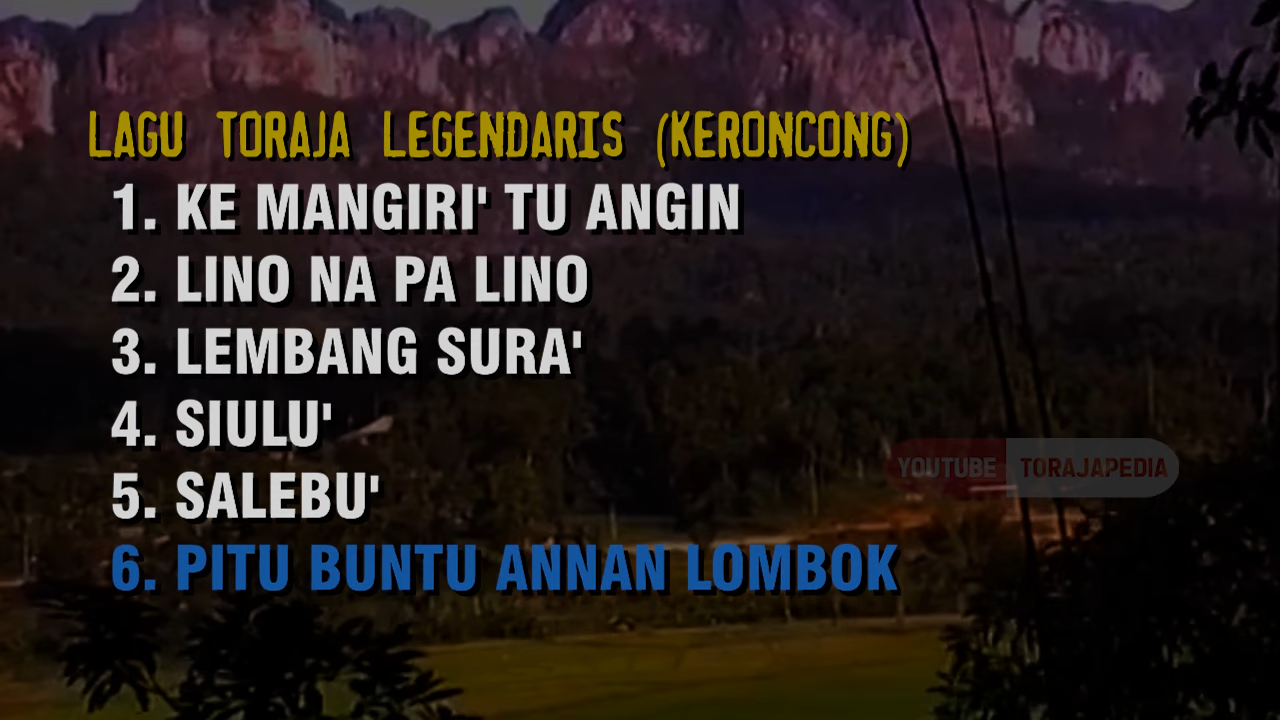 LAGU TORAJA LEGENDARIS (KERONCONG)
1. KE MANGIRI' TU ANGIN
2. LINO NA PA LINO
3. LEMBANG SURA'
4. SIULU'
5. SALEBU'
6. PITU BUNTU ANNAN LOMBOK
YOUTUBE TORAJAPEDIA